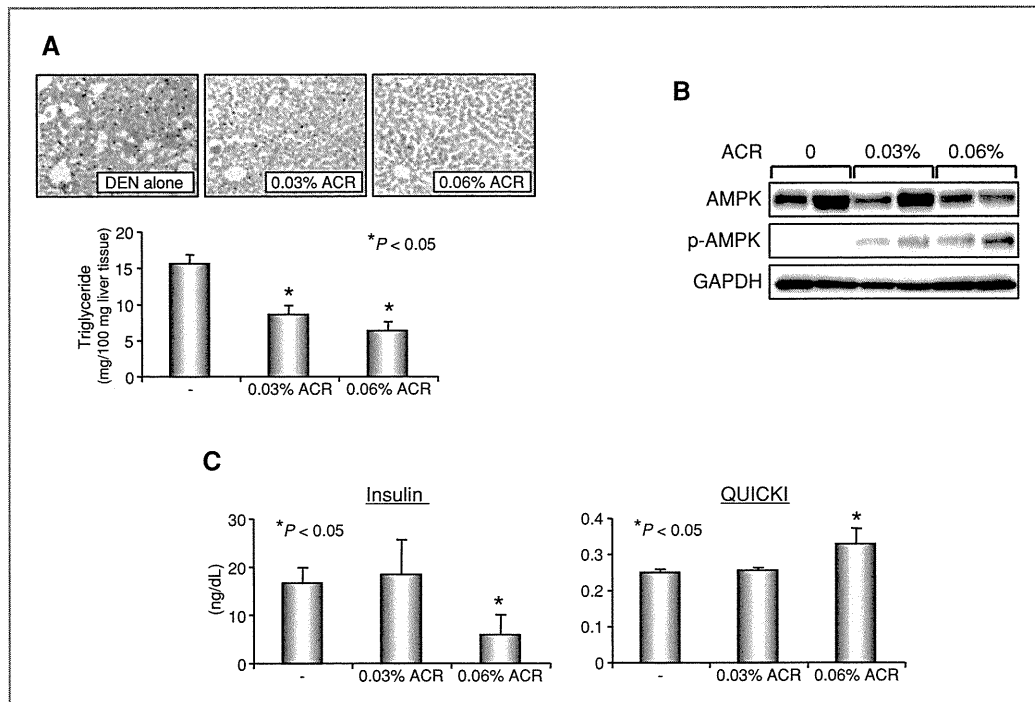 A
DEN alone
0.03% ACR
0.06% ACR
Triglyceride
(mg/100 mg liver tissue)
20
15
10
5
0
*P < 0.05
*
*
-
0.03% ACR
0.06% ACR
B
ACR 0 0.03% 0.06%
AMPK
p-AMPK
GAPDH
C
Insulin
(ng/dL)
30
20
10
0
*P < 0.05
*
-
0.03% ACR
0.06% ACR
QUICKI
0.4
0.3
0.2
0.1
0
*P < 0.05
*
-
0.03% ACR
0.06% ACR